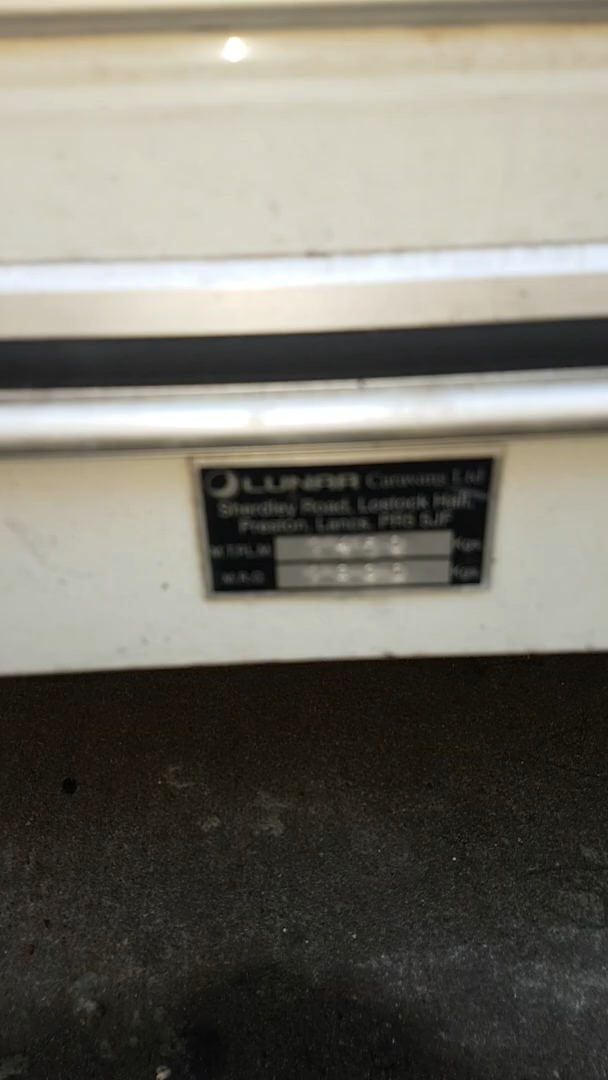 LUNAR Caravans Ltd
Sherdley Road, Lostock Hall,
Preston, Lancs, PR5 5JF
M.T.P.L.M. Kgs
Kgs